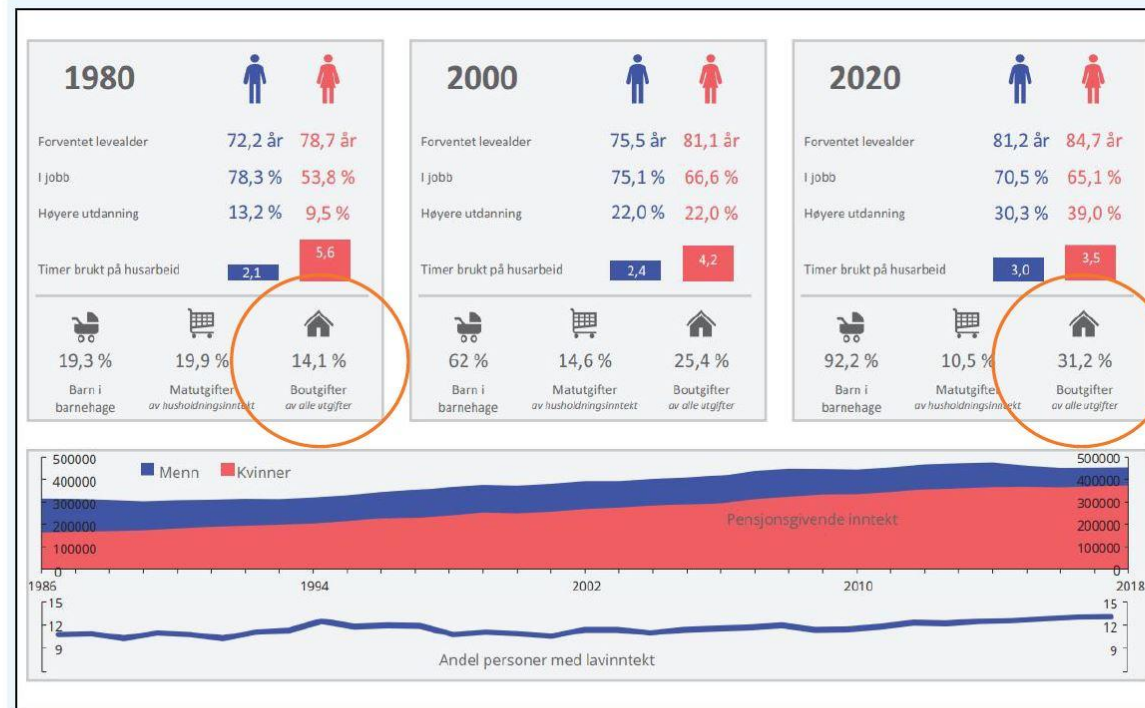 1980
Forventet levealder 72,2 år 78,7 år
I jobb 78,3 % 53,8 %
Høyere utdanning 13,2 % 9,5 %
Timer brukt på husarbeid 2,1 5,6
19,3 % 19,9 % 14,1 %
Barn i Matutgifter Boutgifter
barnehage av husholdningsinntekt av alle utgifter
2000
Forventet levealder 75,5 år 81,1 år
I jobb 75,1 % 66,6 %
Høyere utdanning 22,0 % 22,0 %
Timer brukt på husarbeid 2,4 4,2
62 % 14,6 % 25,4 %
Barn i Matutgifter Boutgifter
barnehage av husholdningsinntekt av alle utgifter
2020
Forventet levealder 81,2 år 84,7 år
I jobb 70,5 % 65,1 %
Høyere utdanning 30,3 % 39,0 %
Timer brukt på husarbeid 3,0 3,5
92,2 % 10,5 % 31,2 %
Barn i Matutgifter Boutgifter
barnehage av husholdningsinntekt av alle utgifter
500000 500000
Menn Kvinner
400000 400000
300000 300000
200000 200000
Pensjonsgivende inntekt
100000 100000
0 0
1986 1994 2002 2010 2018
15 15
12 12
9 9
Andel personer med lavinntekt